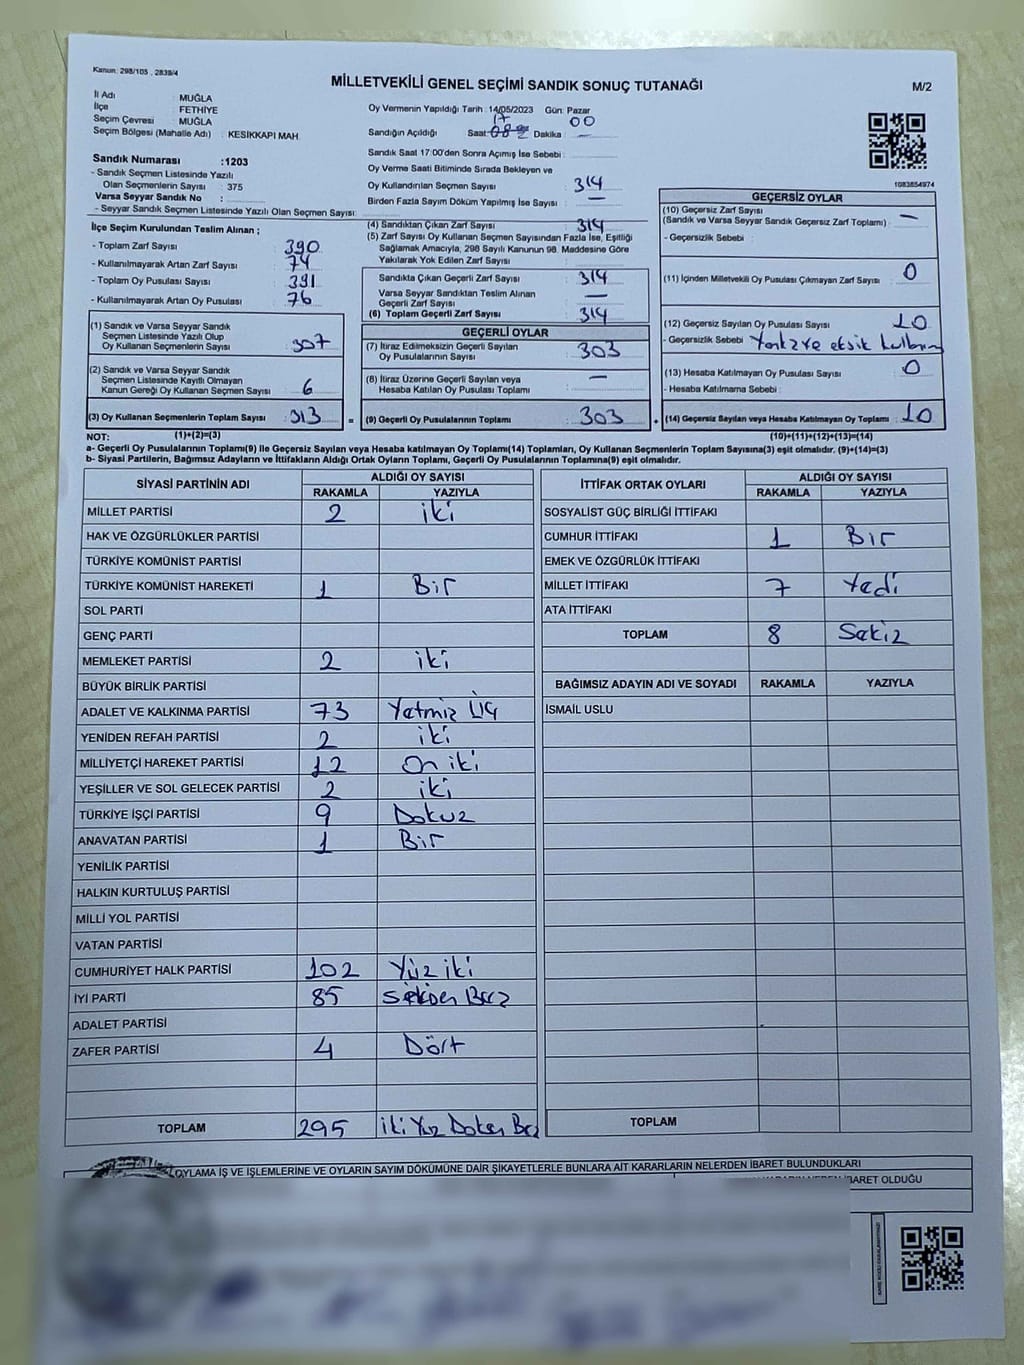 Kanun: 298/105 , 2839/4
MİLLETVEKİLİ GENEL SEÇİMİ SANDIK SONUÇ TUTANAĞI
M/2
İl Adı : MUĞLA
İlçe : FETHİYE
Seçim Çevresi : MUĞLA
Seçim Bölgesi (Mahalle Adı) : KESİKKAPI MAH.
Sandık Numarası :1203
- Sandık Seçmen Listesinde Yazılı
Olan Seçmenlerin Sayısı : 375
Varsa Seyyar Sandık No :
- Seyyar Sandık Seçmen Listesinde Yazılı Olan Seçmen Sayısı:
İlçe Seçim Kurulundan Teslim Alınan ;
- Toplam Zarf Sayısı : 390
- Kullanılmayarak Artan Zarf Sayısı : 74
- Toplam Oy Pusulası Sayısı : 391
- Kullanılmayarak Artan Oy Pusulası : 76
(1) Sandık ve Varsa Seyyar Sandık
Seçmen Listesinde Yazılı Olup
Oy Kullanan Seçmenlerin Sayısı : 307
(2) Sandık ve Varsa Seyyar Sandık
Seçmen Listesinde Kayıtlı Olmayan
Kanun Gereği Oy Kullanan Seçmen Sayısı : 6
(3) Oy Kullanan Seçmenlerin Toplam Sayısı : 313 =
Oy Vermenin Yapıldığı Tarih : 14/05/2023 Gün: Pazar
17 00
Sandığın Açıldığı Saat: Dakika : —
Sandık Saat 17:00'den Sonra Açımış İse Sebebi :
Oy Verme Saati Bitiminde Sırada Bekleyen ve
Oy Kullandırılan Seçmen Sayısı : 314
Birden Fazla Sayım Döküm Yapılmış İse Sayısı : —
(4) Sandıktan Çıkan Zarf Sayısı : 314
(5) Zarf Sayısı Oy Kullanan Seçmen Sayısından Fazla İse, Eşitliği
Sağlamak Amacıyla, 298 Sayılı Kanunun 98. Maddesine Göre
Yakılarak Yok Edilen Zarf Sayısı :
Sandıkta Çıkan Geçerli Zarf Sayısı : 314
Varsa Seyyar Sandıktan Teslim Alınan
Geçerli Zarf Sayısı : —
(6) Toplam Geçerli Zarf Sayısı : 314
GEÇERLİ OYLAR
(7) İtiraz Edilmeksizin Geçerli Sayılan
Oy Pusulalarının Sayısı : 303
(8) İtiraz Üzerine Geçerli Sayılan veya
Hesaba Katılan Oy Pusulası Toplamı : —
(9) Geçerli Oy Pusulalarının Toplamı : 303
1083854974
GEÇERSİZ OYLAR
(10) Geçersiz Zarf Sayısı
(Sandık ve Varsa Seyyar Sandık Geçersiz Zarf Toplamı) : —
- Geçersizlik Sebebi :
(11) İçinden Milletvekili Oy Pusulası Çıkmayan Zarf Sayısı : 0
(12) Geçersiz Sayılan Oy Pusulası Sayısı : 10
- Geçersizlik Sebebi : eksik
(13) Hesaba Katılmayan Oy Pusulası Sayısı : 0
- Hesaba Katılmama Sebebi :
(14) Geçersiz Sayılan veya Hesaba Katılmayan Oy Toplamı : 10
NOT: (1)+(2)=(3) (10)+(11)+(12)+(13)=(14)
a- Geçerli Oy Pusulalarının Toplamı(9) ile Geçersiz Sayılan veya Hesaba katılmayan Oy Toplamı(14) Toplamları, Oy Kullanan Seçmenlerin Toplam Sayısına(3) eşit olmalıdır. (9)+(14)=(3)
b- Siyasi Partilerin, Bağımsız Adayların ve İttifakların Aldığı Ortak Oyların Toplamı, Geçerli Oy Pusulalarının Toplamına(9) eşit olmalıdır.
SİYASİ PARTİNİN ADI ALDIĞI OY SAYISI
RAKAMLA YAZIYLA
MİLLET PARTİSİ 2 iki
HAK VE ÖZGÜRLÜKLER PARTİSİ
TÜRKİYE KOMÜNİST PARTİSİ
TÜRKİYE KOMÜNİST HAREKETİ 1 Bir
SOL PARTİ
GENÇ PARTİ
MEMLEKET PARTİSİ 2 iki
BÜYÜK BİRLİK PARTİSİ
ADALET VE KALKINMA PARTİSİ 73 Yetmiz Üç
YENİDEN REFAH PARTİSİ 2 iki
MİLLİYETÇİ HAREKET PARTİSİ 12 On iki
YEŞİLLER VE SOL GELECEK PARTİSİ 2 iki
TÜRKİYE İŞÇİ PARTİSİ 9 Dokuz
ANAVATAN PARTİSİ 1 Bir
YENİLİK PARTİSİ
HALKIN KURTULUŞ PARTİSİ
MİLLİ YOL PARTİSİ
VATAN PARTİSİ
CUMHURİYET HALK PARTİSİ 102 Yüz iki
İYİ PARTİ 85
ADALET PARTİSİ
ZAFER PARTİSİ 4 Dört
TOPLAM 295 iki Yüz
İTTİFAK ORTAK OYLARI ALDIĞI OY SAYISI
RAKAMLA YAZIYLA
SOSYALİST GÜÇ BİRLİĞİ İTTİFAKI
CUMHUR İTTİFAKI 1 Bir
EMEK VE ÖZGÜRLÜK İTTİFAKI
MİLLET İTTİFAKI 7 Yedi
ATA İTTİFAKI
TOPLAM 8 Sekiz
BAĞIMSIZ ADAYIN ADI VE SOYADI RAKAMLA YAZIYLA
İSMAİL USLU
TOPLAM
OYLAMA İŞ VE İŞLEMLERİNE VE OYLARIN SAYIM DÖKÜMÜNE DAİR ŞİKAYETLERLE BUNLARA AİT KARARLARIN NELERDEN İBARET BULUNDUKLARI
İBARET OLDUĞU